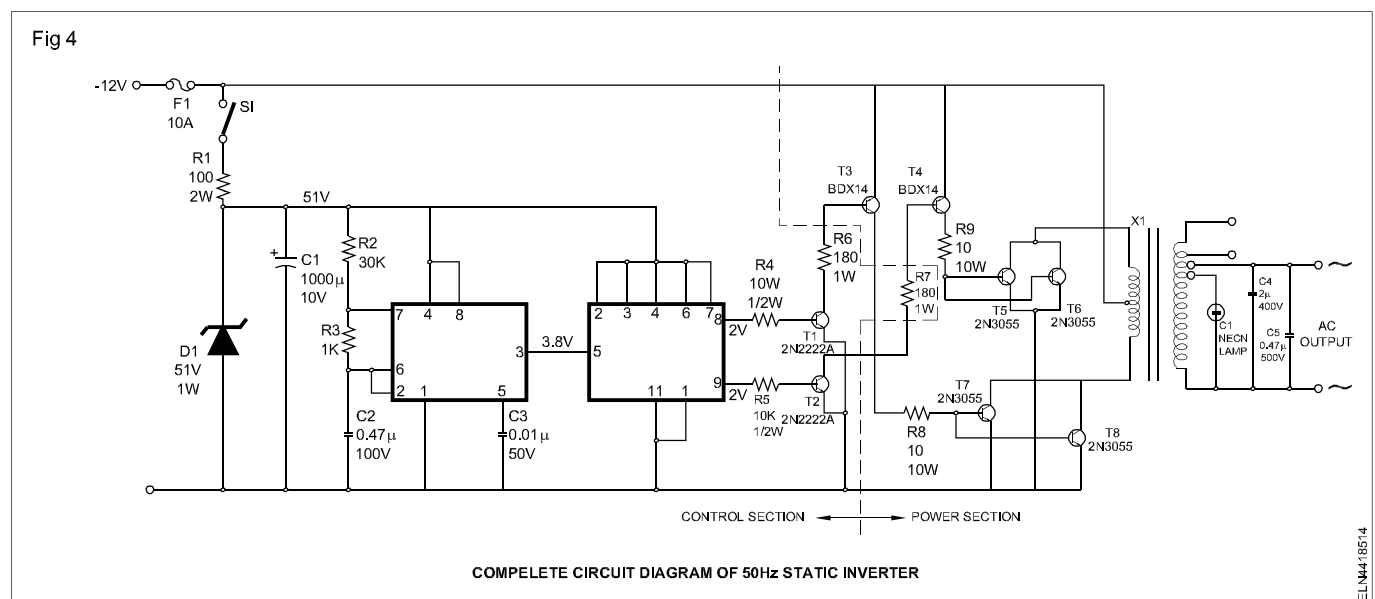 Fig 4
-12V
F1
10A
SI
R1
100
2W
51V
C1
1000μ
10V
+
R2
30K
R3
1K
D1
51V
1W
C2
0.47μ
100V
7
4
8
6
2
1
5
3
C3
0.01μ
50V
3.8V
2
3
4
6
7
5
8
9
11
1
2V
2V
R4
10W
1/2W
R5
10K
1/2W
T1
2N2222A
T2
2N2222A
R6
180
1W
R7
180
1W
T3
BDX14
T4
BDX14
R9
10
10W
T5
2N3055
T6
2N3055
T7
2N3055
R8
10
10W
T8
2N3055
X1
C1
NECN
LAMP
C4
2μ
400V
C5
0.47μ
500V
AC
OUTPUT
CONTROL SECTION
POWER SECTION
COMPELETE CIRCUIT DIAGRAM OF 50Hz STATIC INVERTER
ELN4418514